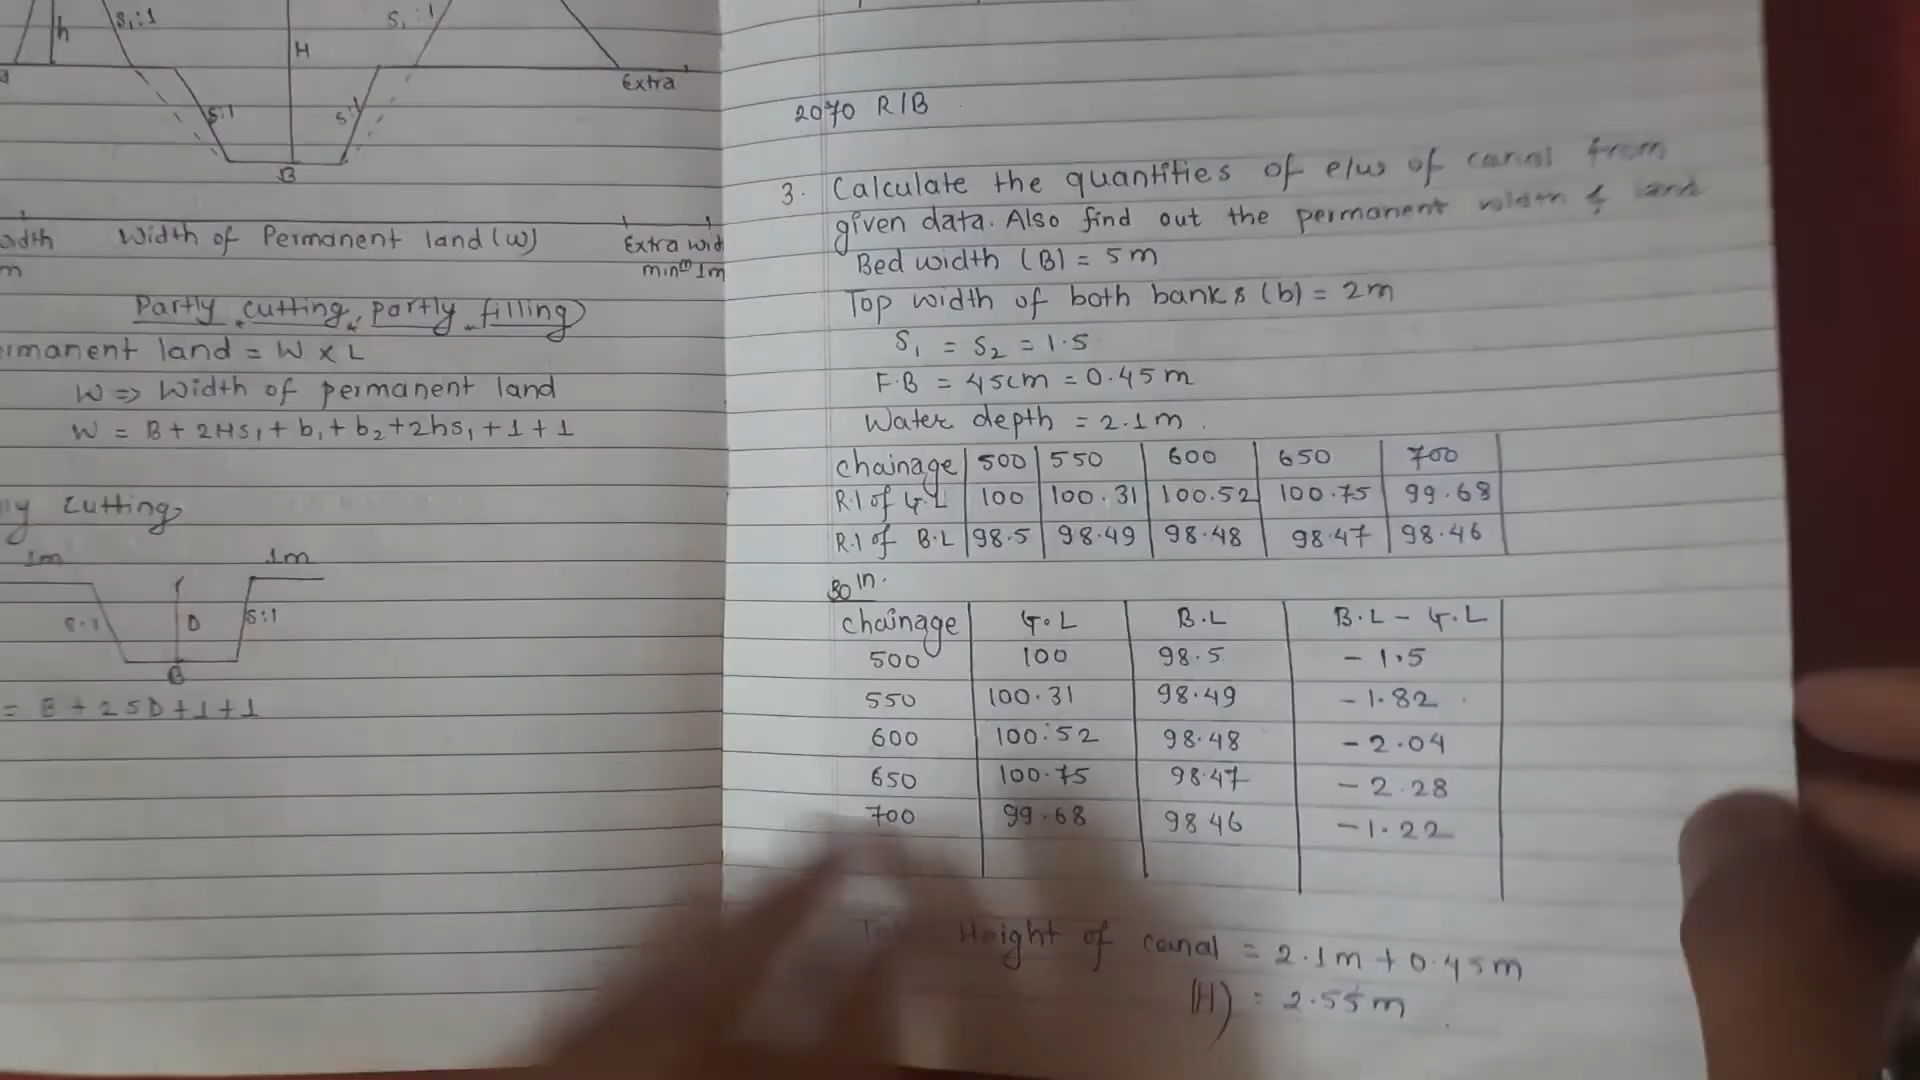 h
S₁:1
H
S₁:1
Extra
S:1
S:1
B
width
Width of Permanent land (W)
Extra wid
m
minᵐ 1m
Partly cutting, partly filling
rmanent land = W x L
W => Width of permanent land
W = B + 2HS₁ + b₁ + b₂ + 2hs₁ + 1 + 1
ly cutting
1m
1m
D
S:1
B
= B + 2SD + 1 + 1
2070 R/B
3. Calculate the quantities of e/w of canal from
given data. Also find out the permanent width & land
Bed width (B) = 5m
Top width of both banks (b) = 2m
S₁ = S₂ = 1.5
F.B = 45cm = 0.45m
Water depth = 2.1m.
chainage 500 550 600 650 700
R.l of G.L 100 100.31 100.52 100.75 99.68
R.l of B.L 98.5 98.49 98.48 98.47 98.46
Soln.
chainage G.L B.L B.L - G.L
500 100 98.5 -1.5
550 100.31 98.49 -1.82
600 100.52 98.48 -2.04
650 100.75 98.47 -2.28
700 99.68 98.46 -1.22
Height of canal = 2.1m + 0.45m
(H) = 2.55m